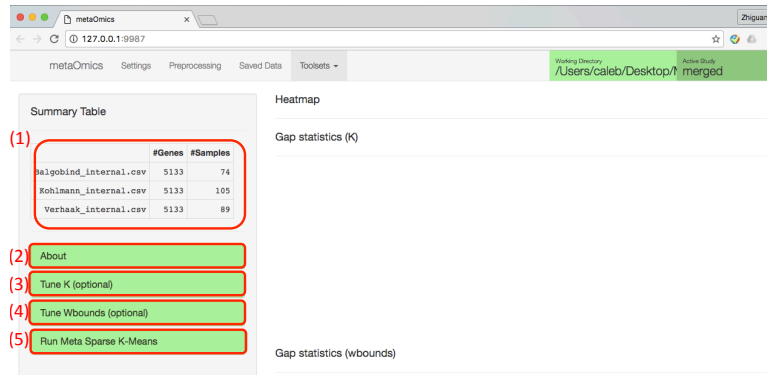 metaOmics
Zhiguan
127.0.0.1:9987
metaOmics Settings Preprocessing Saved Data Toolsets
Working Directory
/Users/caleb/Desktop/
Active Study
merged
Summary Table
(1)
#Genes #Samples
Balgobind_internal.csv 5133 74
Kohlmann_internal.csv 5133 105
Verhaak_internal.csv 5133 89
(2) About
(3) Tune K (optional)
(4) Tune Wbounds (optional)
(5) Run Meta Sparse K-Means
Heatmap
Gap statistics (K)
Gap statistics (wbounds)